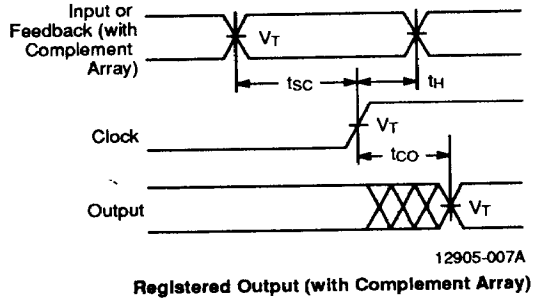 Input or
Feedback (with
Complement
Array)
VT
tSC
tH
Clock
VT
tCO
Output
VT
12905-007A
Registered Output (with Complement Array)